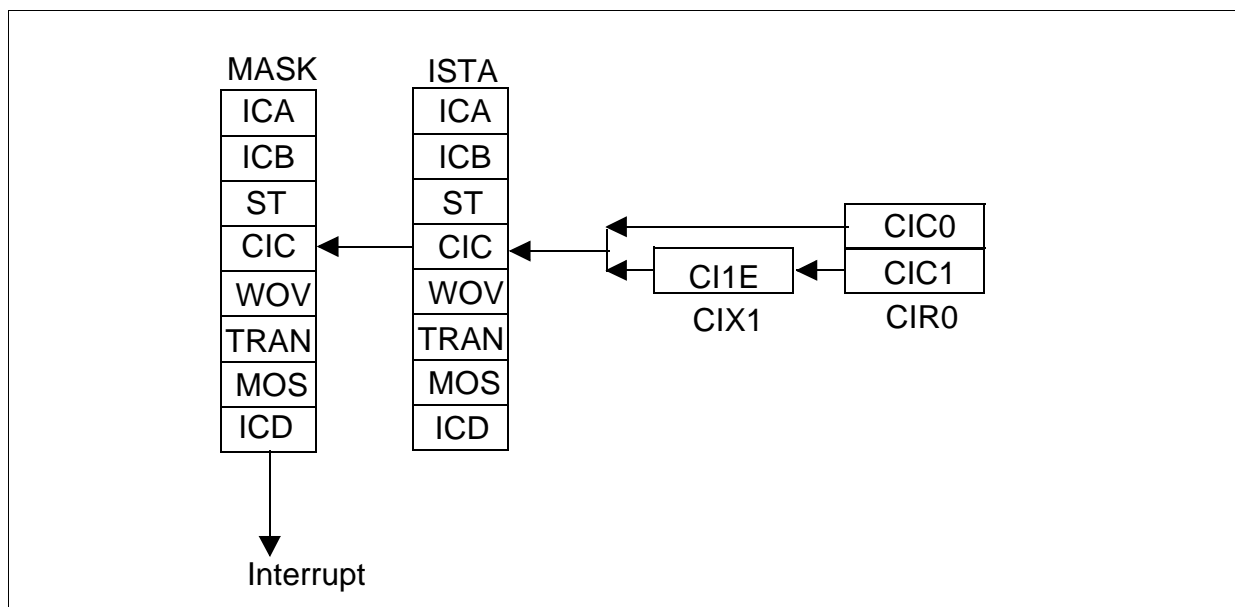 MASK
ICA
ICB
ST
CIC
WOV
TRAN
MOS
ICD
Interrupt
ISTA
ICA
ICB
ST
CIC
WOV
TRAN
MOS
ICD
CI1E
CIX1
CIC0
CIC1
CIR0